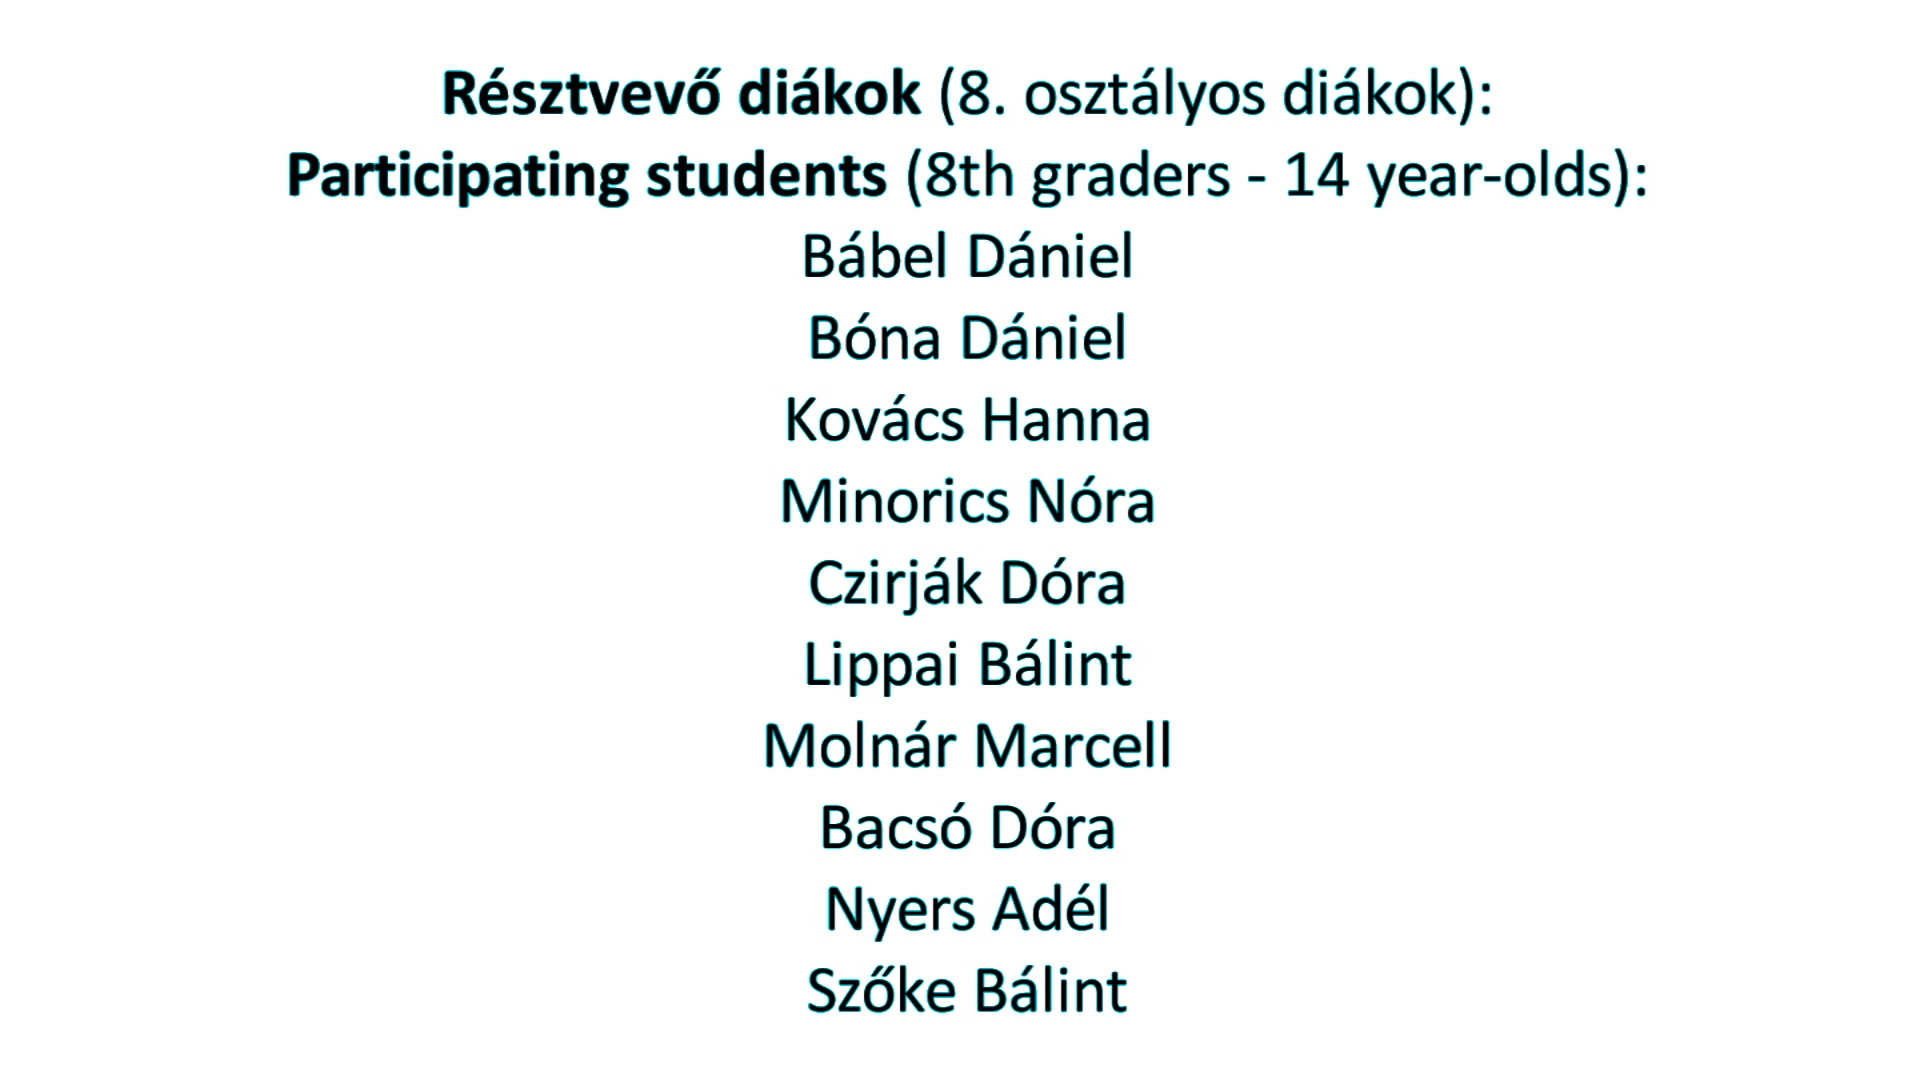 Résztvevő diákok (8. osztályos diákok):
Participating students (8th graders - 14 year-olds):
Bábel Dániel
Bóna Dániel
Kovács Hanna
Minorics Nóra
Czirják Dóra
Lippai Bálint
Molnár Marcell
Bacsó Dóra
Nyers Adél
Szőke Bálint